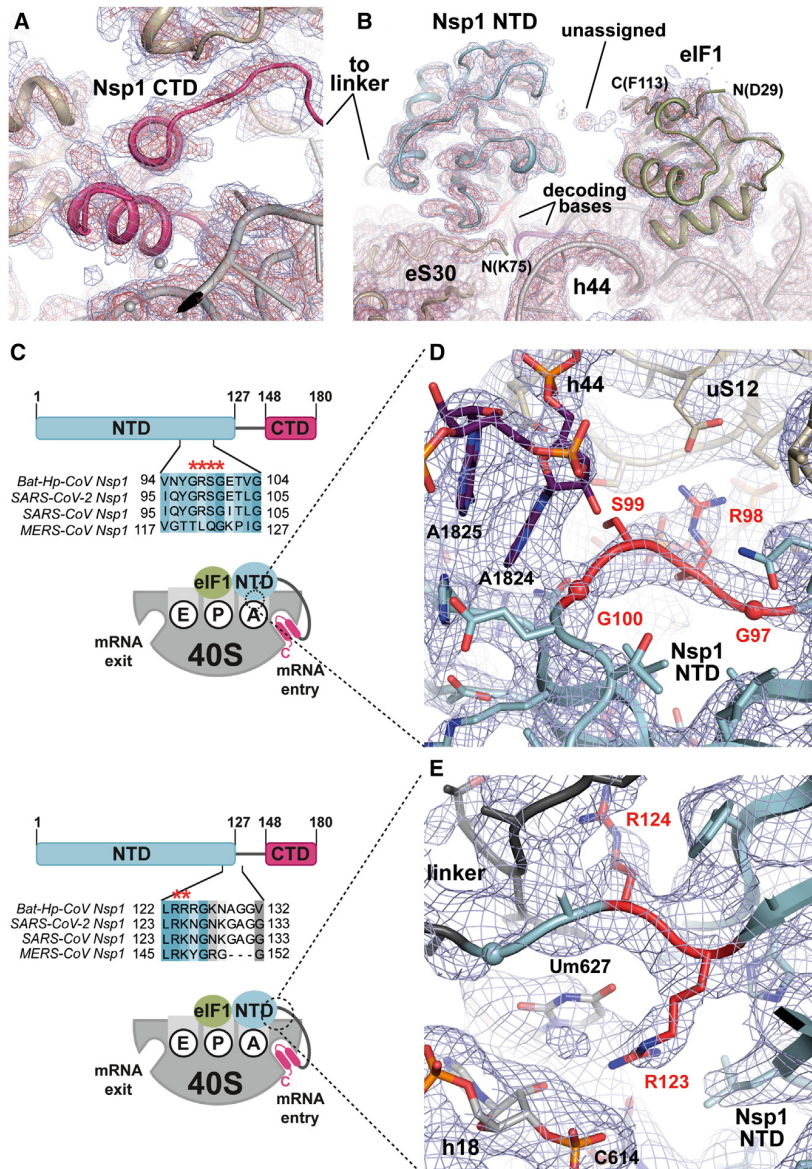 A
Nsp1 CTD
to
linker
B
Nsp1 NTD
unassigned
eIF1
C(F113)
N(D29)
decoding
bases
eS30
N(K75)
h44
C
1 127 148 180
NTD CTD
****
Bat-Hp-CoV Nsp1 94 VNYGRSGETVG 104
SARS-CoV-2 Nsp1 95 IQYGRSGETLG 105
SARS-CoV Nsp1 95 IQYGRSGITLG 105
MERS-CoV Nsp1 117 VGTTLQGKPIG 127
eIF1 NTD
E P A
mRNA
exit
40S
C
mRNA
entry
D
h44
uS12
S99
R98
A1825
A1824
G100
G97
Nsp1
NTD
1 127 148 180
NTD CTD
**
Bat-Hp-CoV Nsp1 122 LRRRGKNAGGV 132
SARS-CoV-2 Nsp1 123 LRKNGNKGAGG 133
SARS-CoV Nsp1 123 LRKNGNKGAGG 133
MERS-CoV Nsp1 145 LRKYGRG---G 152
eIF1 NTD
E P A
mRNA
exit
40S
C
mRNA
entry
E
R124
linker
Um627
R123
Nsp1
NTD
h18
C614